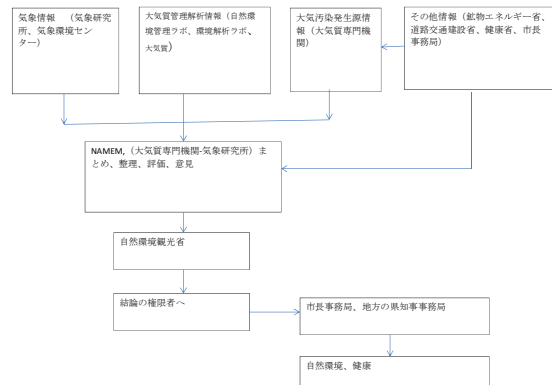 気象情報　（気象研究
所、気象環境セン
ター）
大気質管理解析情報（自然環
境管理ラボ、環境解析ラボ、
大気質）
大気汚染発生源情
報（大気質専門機
関）
その他情報（鉱物エネルギー省、
道路交通建設省、健康省、市長
事務局）
NAMEM,（大気質専門機関-気象研究所）ま
とめ、整理、評価、意見
自然環境観光省
結論の権限者へ
市長事務局、地方の県知事事務局
自然環境、健康